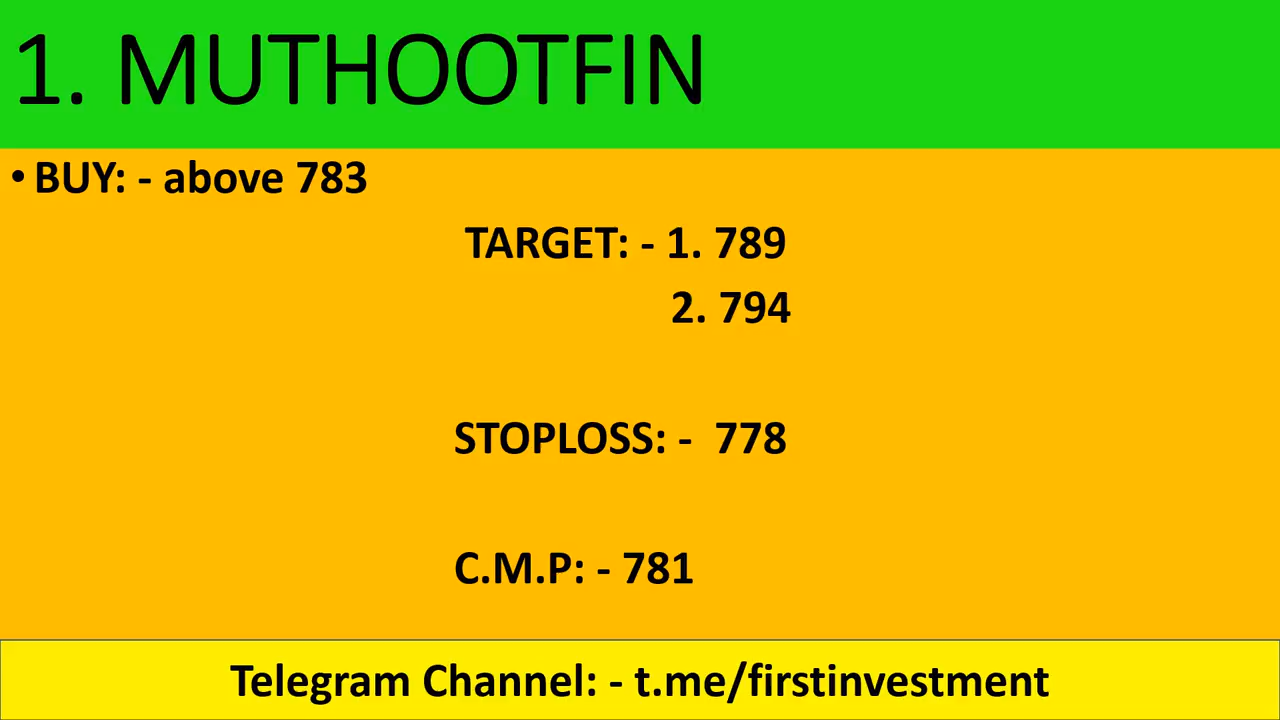 1. MUTHOOTFIN
• BUY: - above 783
TARGET: - 1. 789
2. 794
STOPLOSS: -  778
C.M.P: - 781
Telegram Channel: - t.me/firstinvestment